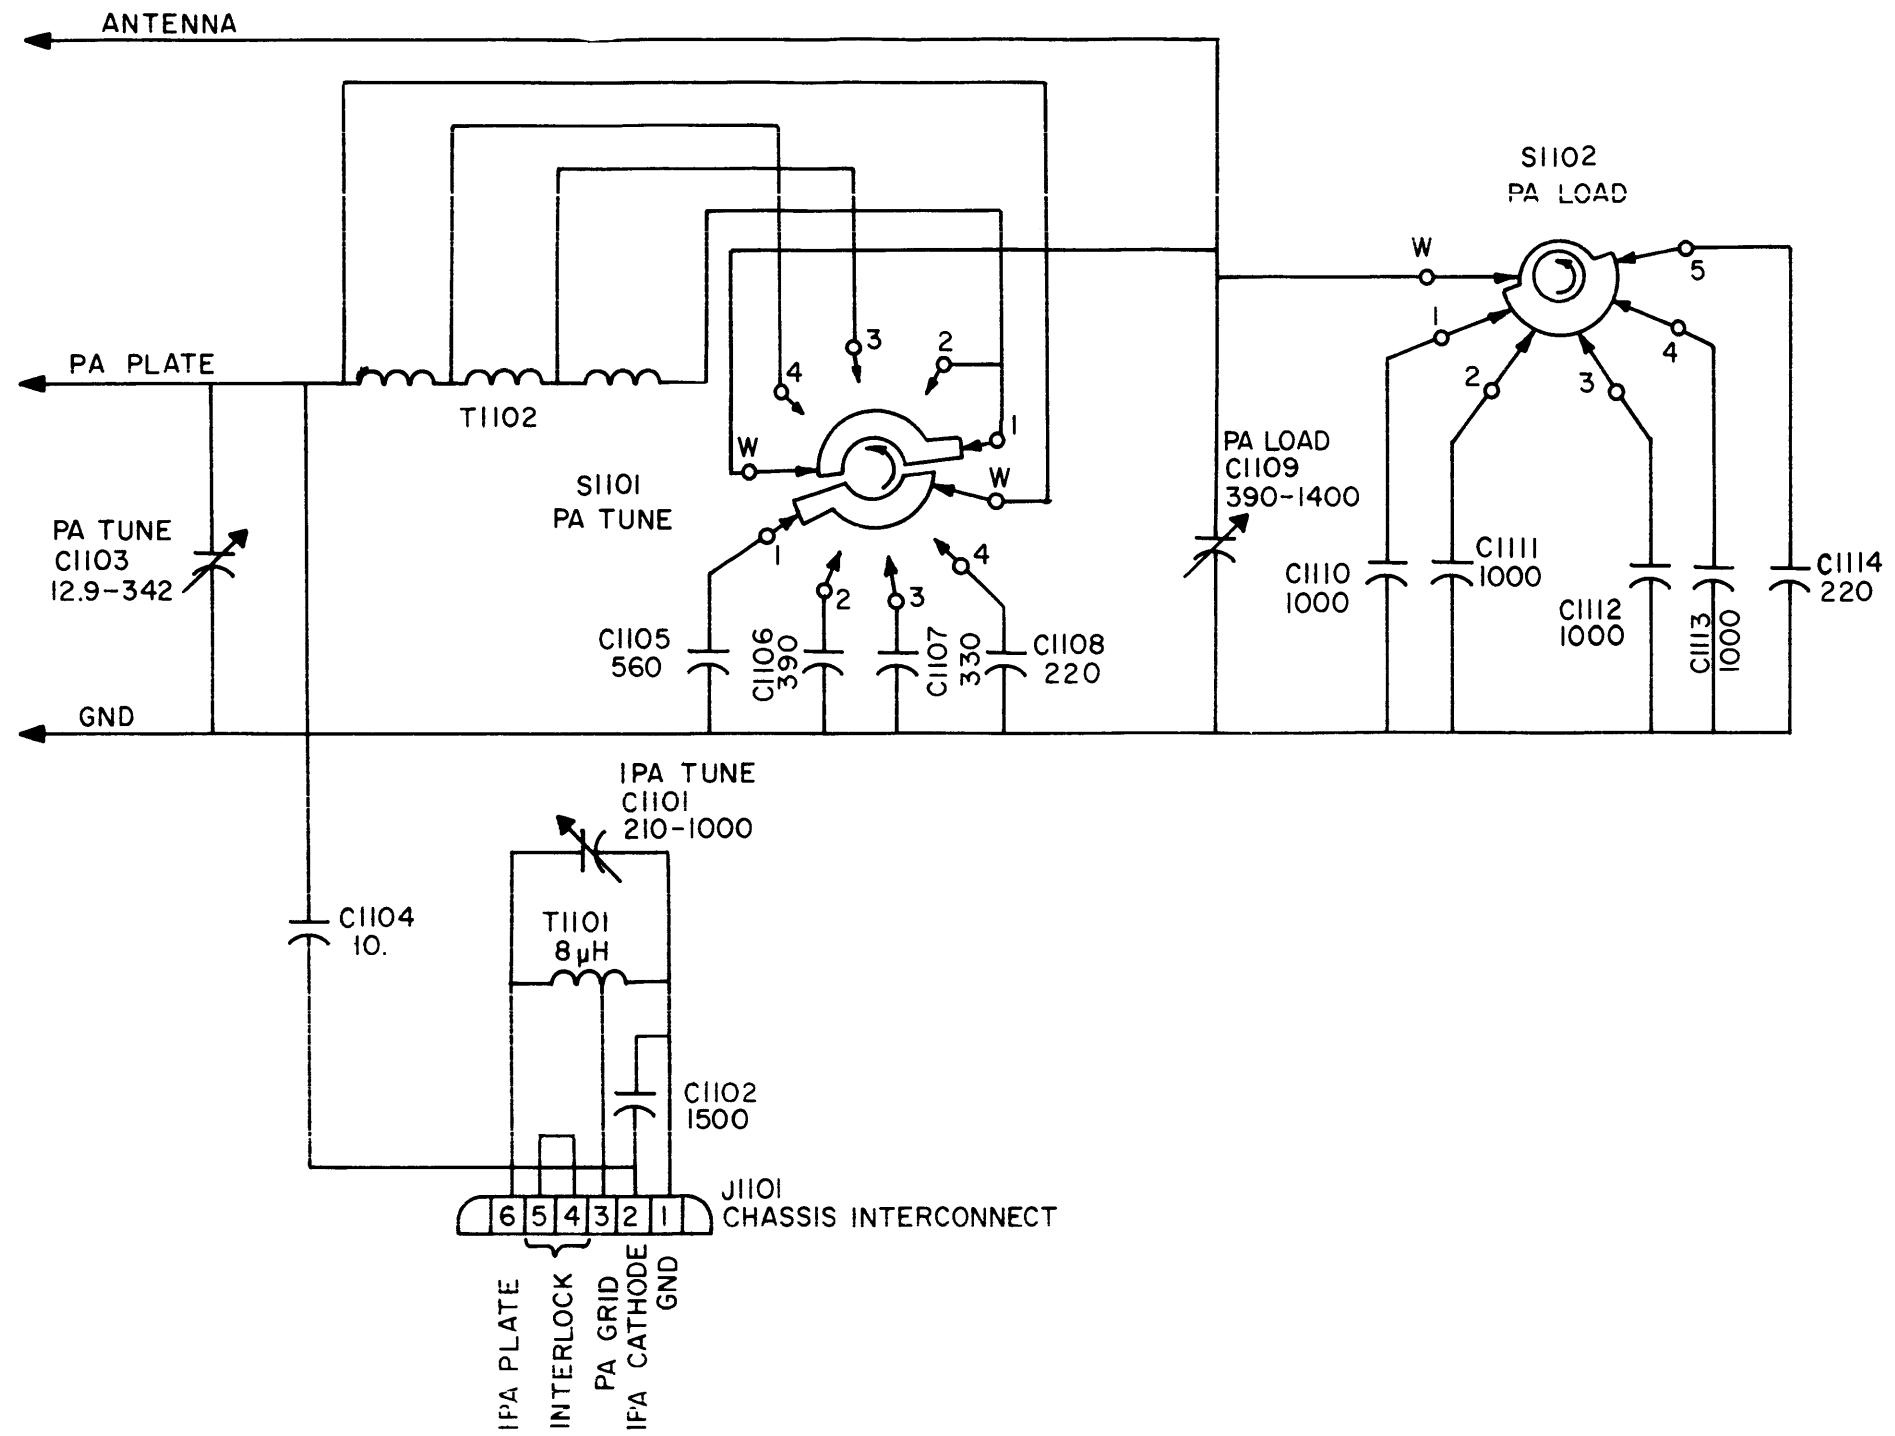 ANTENNA
S1102
PA LOAD
W
5
1
4
2
3
PA PLATE
T1102
4
3
2
1
W
W
S1101
PA TUNE
1
2
3
4
PA TUNE
C1103
12.9-342
PA LOAD
C1109
390-1400
C1110
1000
C1111
1000
C1112
1000
C1113
1000
C1114
220
C1105
560
C1106
390
C1107
330
C1108
220
GND
IPA TUNE
C1101
210-1000
C1104
10.
T1101
8µH
C1102
1500
J1101
CHASSIS INTERCONNECT
6 5 4 3 2 1
IPA PLATE
INTERLOCK
PA GRID
IPA CATHODE
GND